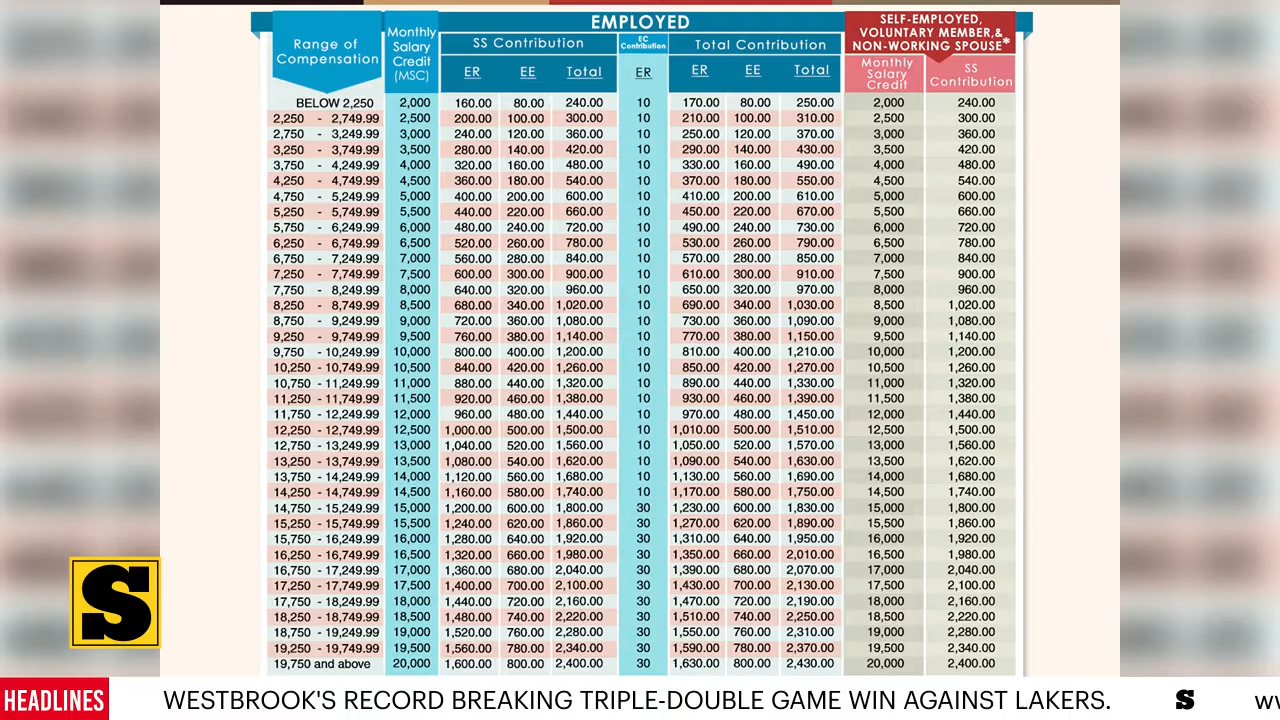 EMPLOYED
SELF-EMPLOYED,
VOLUNTARY MEMBER,&
NON-WORKING SPOUSE*
Range of
Compensation
Monthly
Salary
Credit
(MSC)
SS Contribution
EC
Contribution
Total Contribution
Monthly
Salary
Credit
SS
Contribution
ER EE Total ER ER EE Total
BELOW 2,250 2,000 160.00 80.00 240.00 10 170.00 80.00 250.00 2,000 240.00
2,250 - 2,749.99 2,500 200.00 100.00 300.00 10 210.00 100.00 310.00 2,500 300.00
2,750 - 3,249.99 3,000 240.00 120.00 360.00 10 250.00 120.00 370.00 3,000 360.00
3,250 - 3,749.99 3,500 280.00 140.00 420.00 10 290.00 140.00 430.00 3,500 420.00
3,750 - 4,249.99 4,000 320.00 160.00 480.00 10 330.00 160.00 490.00 4,000 480.00
4,250 - 4,749.99 4,500 360.00 180.00 540.00 10 370.00 180.00 550.00 4,500 540.00
4,750 - 5,249.99 5,000 400.00 200.00 600.00 10 410.00 200.00 610.00 5,000 600.00
5,250 - 5,749.99 5,500 440.00 220.00 660.00 10 450.00 220.00 670.00 5,500 660.00
5,750 - 6,249.99 6,000 480.00 240.00 720.00 10 490.00 240.00 730.00 6,000 720.00
6,250 - 6,749.99 6,500 520.00 260.00 780.00 10 530.00 260.00 790.00 6,500 780.00
6,750 - 7,249.99 7,000 560.00 280.00 840.00 10 570.00 280.00 850.00 7,000 840.00
7,250 - 7,749.99 7,500 600.00 300.00 900.00 10 610.00 300.00 910.00 7,500 900.00
7,750 - 8,249.99 8,000 640.00 320.00 960.00 10 650.00 320.00 970.00 8,000 960.00
8,250 - 8,749.99 8,500 680.00 340.00 1,020.00 10 690.00 340.00 1,030.00 8,500 1,020.00
8,750 - 9,249.99 9,000 720.00 360.00 1,080.00 10 730.00 360.00 1,090.00 9,000 1,080.00
9,250 - 9,749.99 9,500 760.00 380.00 1,140.00 10 770.00 380.00 1,150.00 9,500 1,140.00
9,750 - 10,249.99 10,000 800.00 400.00 1,200.00 10 810.00 400.00 1,210.00 10,000 1,200.00
10,250 - 10,749.99 10,500 840.00 420.00 1,260.00 10 850.00 420.00 1,270.00 10,500 1,260.00
10,750 - 11,249.99 11,000 880.00 440.00 1,320.00 10 890.00 440.00 1,330.00 11,000 1,320.00
11,250 - 11,749.99 11,500 920.00 460.00 1,380.00 10 930.00 460.00 1,390.00 11,500 1,380.00
11,750 - 12,249.99 12,000 960.00 480.00 1,440.00 10 970.00 480.00 1,450.00 12,000 1,440.00
12,250 - 12,749.99 12,500 1,000.00 500.00 1,500.00 10 1,010.00 500.00 1,510.00 12,500 1,500.00
12,750 - 13,249.99 13,000 1,040.00 520.00 1,560.00 10 1,050.00 520.00 1,570.00 13,000 1,560.00
13,250 - 13,749.99 13,500 1,080.00 540.00 1,620.00 10 1,090.00 540.00 1,630.00 13,500 1,620.00
13,750 - 14,249.99 14,000 1,120.00 560.00 1,680.00 10 1,130.00 560.00 1,690.00 14,000 1,680.00
14,250 - 14,749.99 14,500 1,160.00 580.00 1,740.00 10 1,170.00 580.00 1,750.00 14,500 1,740.00
14,750 - 15,249.99 15,000 1,200.00 600.00 1,800.00 30 1,230.00 600.00 1,830.00 15,000 1,800.00
15,250 - 15,749.99 15,500 1,240.00 620.00 1,860.00 30 1,270.00 620.00 1,890.00 15,500 1,860.00
15,750 - 16,249.99 16,000 1,280.00 640.00 1,920.00 30 1,310.00 640.00 1,950.00 16,000 1,920.00
16,250 - 16,749.99 16,500 1,320.00 660.00 1,980.00 30 1,350.00 660.00 2,010.00 16,500 1,980.00
16,750 - 17,249.99 17,000 1,360.00 680.00 2,040.00 30 1,390.00 680.00 2,070.00 17,000 2,040.00
17,250 - 17,749.99 17,500 1,400.00 700.00 2,100.00 30 1,430.00 700.00 2,130.00 17,500 2,100.00
17,750 - 18,249.99 18,000 1,440.00 720.00 2,160.00 30 1,470.00 720.00 2,190.00 18,000 2,160.00
18,250 - 18,749.99 18,500 1,480.00 740.00 2,220.00 30 1,510.00 740.00 2,250.00 18,500 2,220.00
18,750 - 19,249.99 19,000 1,520.00 760.00 2,280.00 30 1,550.00 760.00 2,310.00 19,000 2,280.00
19,250 - 19,749.99 19,500 1,560.00 780.00 2,340.00 30 1,590.00 780.00 2,370.00 19,500 2,340.00
19,750 and above 20,000 1,600.00 800.00 2,400.00 30 1,630.00 800.00 2,430.00 20,000 2,400.00
S
HEADLINES WESTBROOK'S RECORD BREAKING TRIPLE-DOUBLE GAME WIN AGAINST LAKERS. S